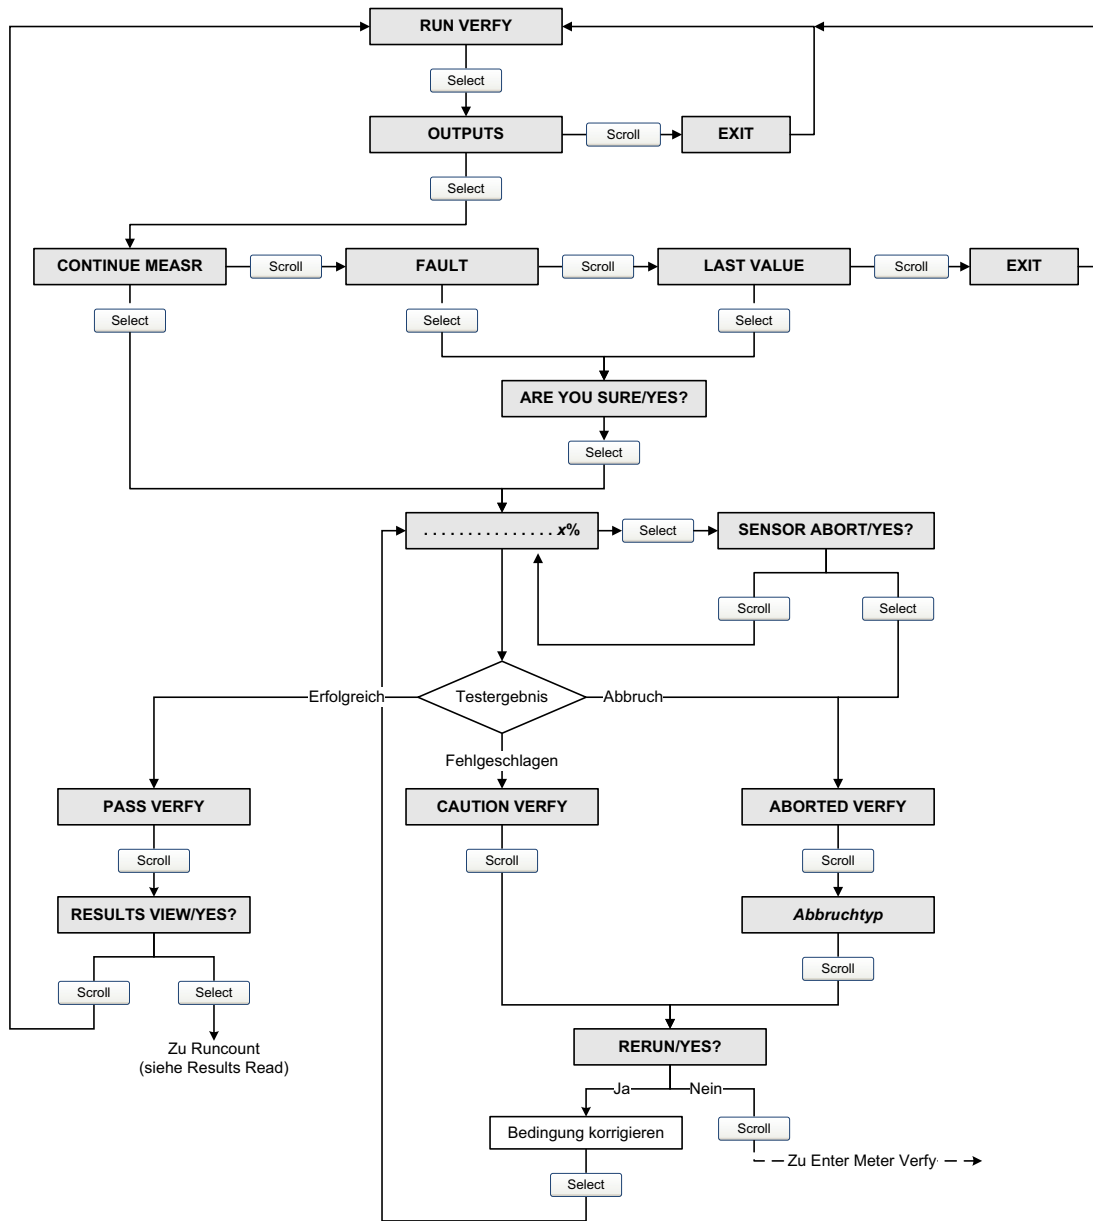 RUN VERFY
Select
OUTPUTS
Scroll
EXIT
Select
CONTINUE MEASR
Scroll
FAULT
Scroll
LAST VALUE
Scroll
EXIT
Select
Select
Select
ARE YOU SURE/YES?
Select
. . . . . . . . . . . . . . . x%
Select
SENSOR ABORT/YES?
Scroll
Select
Erfolgreich
Testergebnis
Abbruch
Fehlgeschlagen
PASS VERFY
CAUTION VERFY
ABORTED VERFY
Scroll
Scroll
Scroll
RESULTS VIEW/YES?
Abbruchtyp
Scroll
Select
Scroll
Zu Runcount
(siehe Results Read)
RERUN/YES?
Ja
Nein
Bedingung korrigieren
Scroll
Zu Enter Meter Verfy
Select